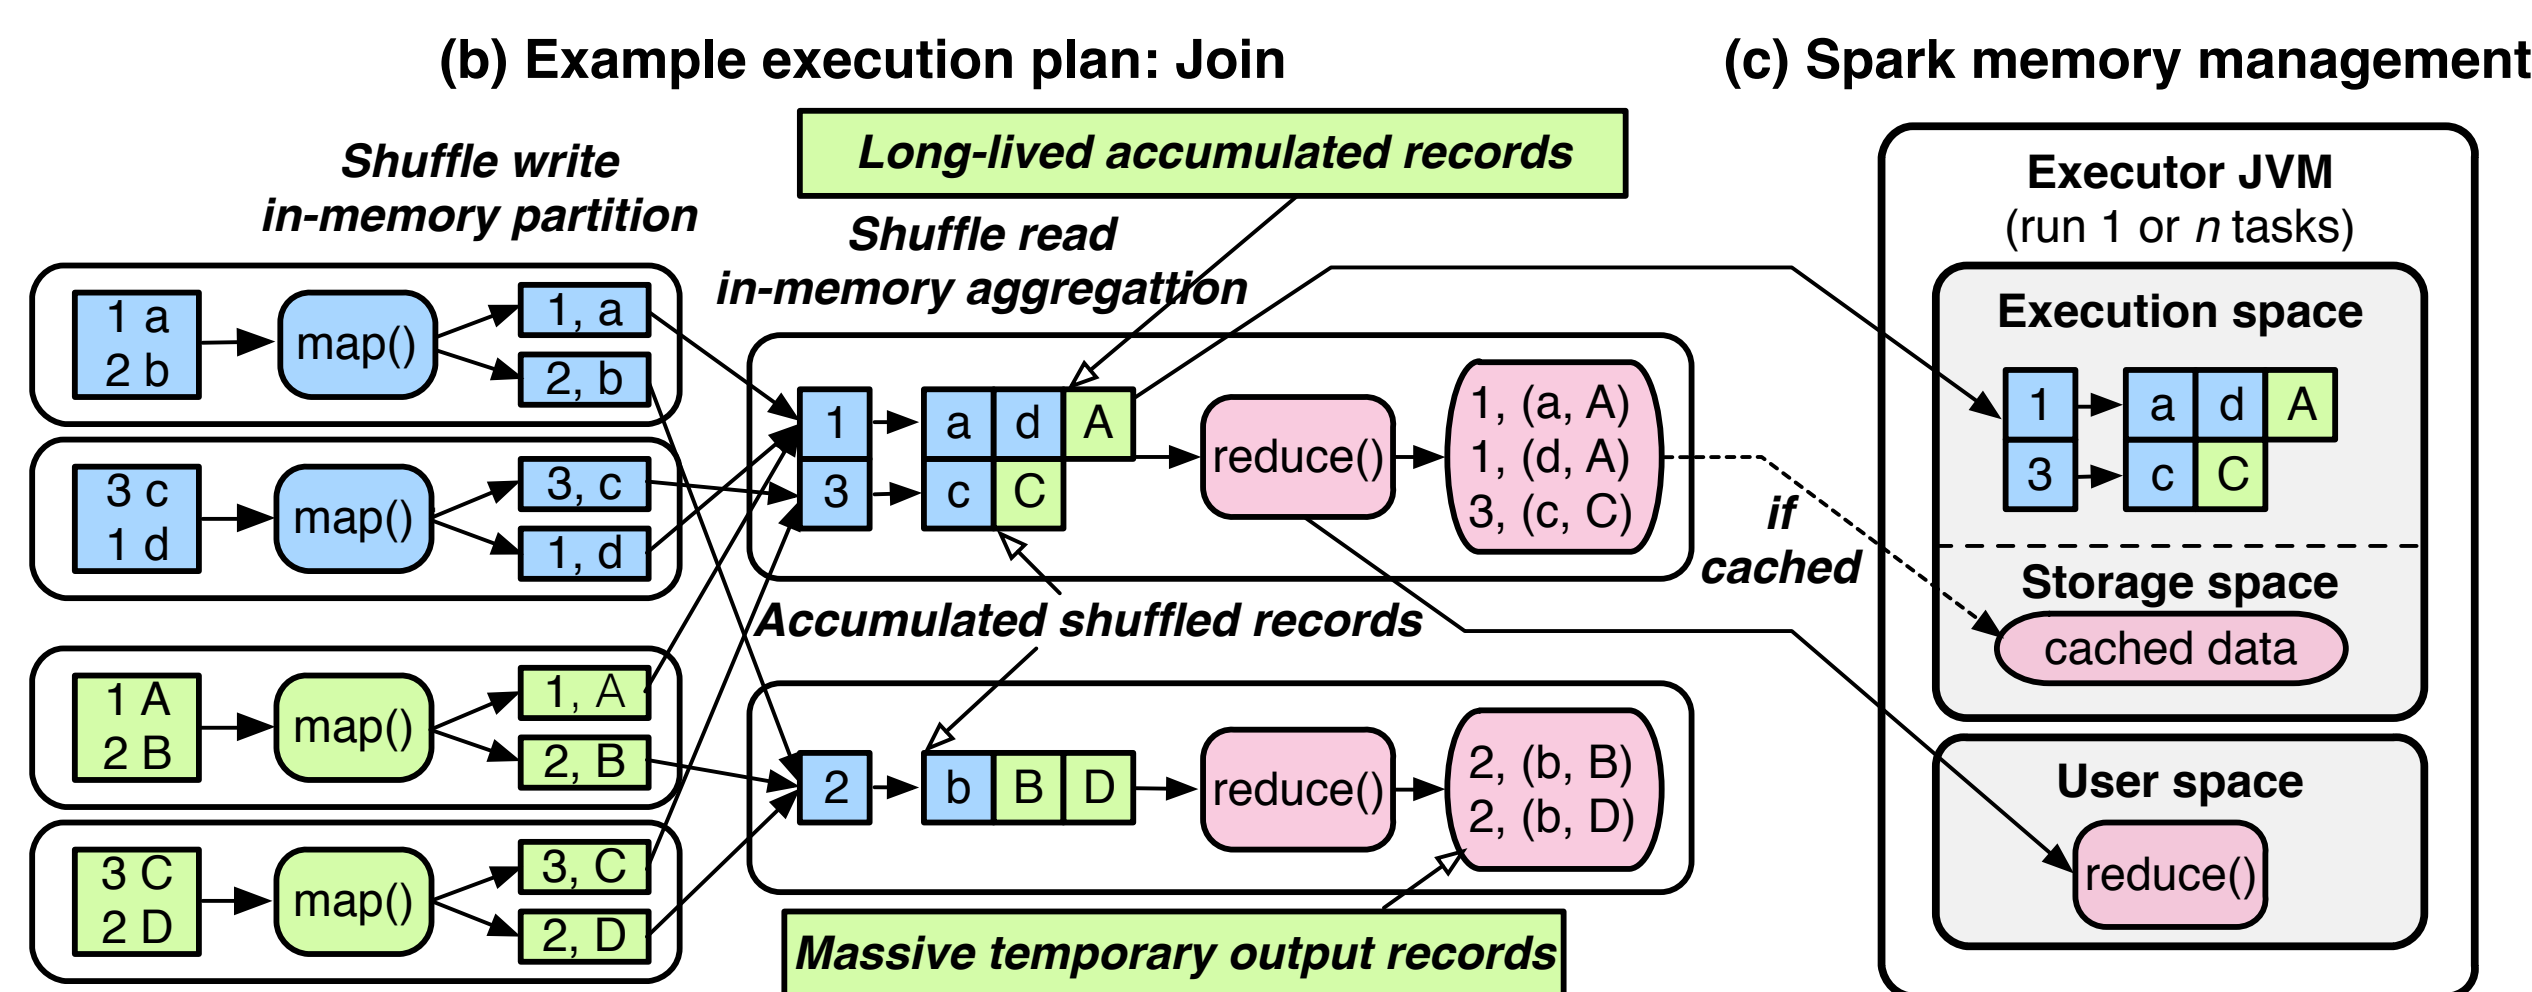 (b) Example execution plan: Join
(c) Spark memory management
Long-lived accumulated records
Shuffle write
in-memory partition
Shuffle read
in-memory aggregattion
1 a
2 b
map()
1, a
2, b
3 c
1 d
map()
3, c
1, d
1 A
2 B
map()
1, A
2, B
3 C
2 D
map()
3, C
2, D
1
a
d
A
3
c
C
reduce()
1, (a, A)
1, (d, A)
3, (c, C)
if
cached
Accumulated shuffled records
2
b
B
D
reduce()
2, (b, B)
2, (b, D)
Massive temporary output records
Executor JVM
(run 1 or n tasks)
Execution space
1
a
d
A
3
c
C
Storage space
cached data
User space
reduce()